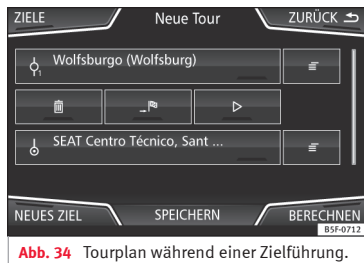 ZIELE Neue Tour ZURÜCK
Wolfsburgo (Wolfsburg)
1
SEAT Centro Técnico, Sant ...
NEUES ZIEL SPEICHERN BERECHNEN
B5F-0712
Abb. 34 Tourplan während einer Zielführung.